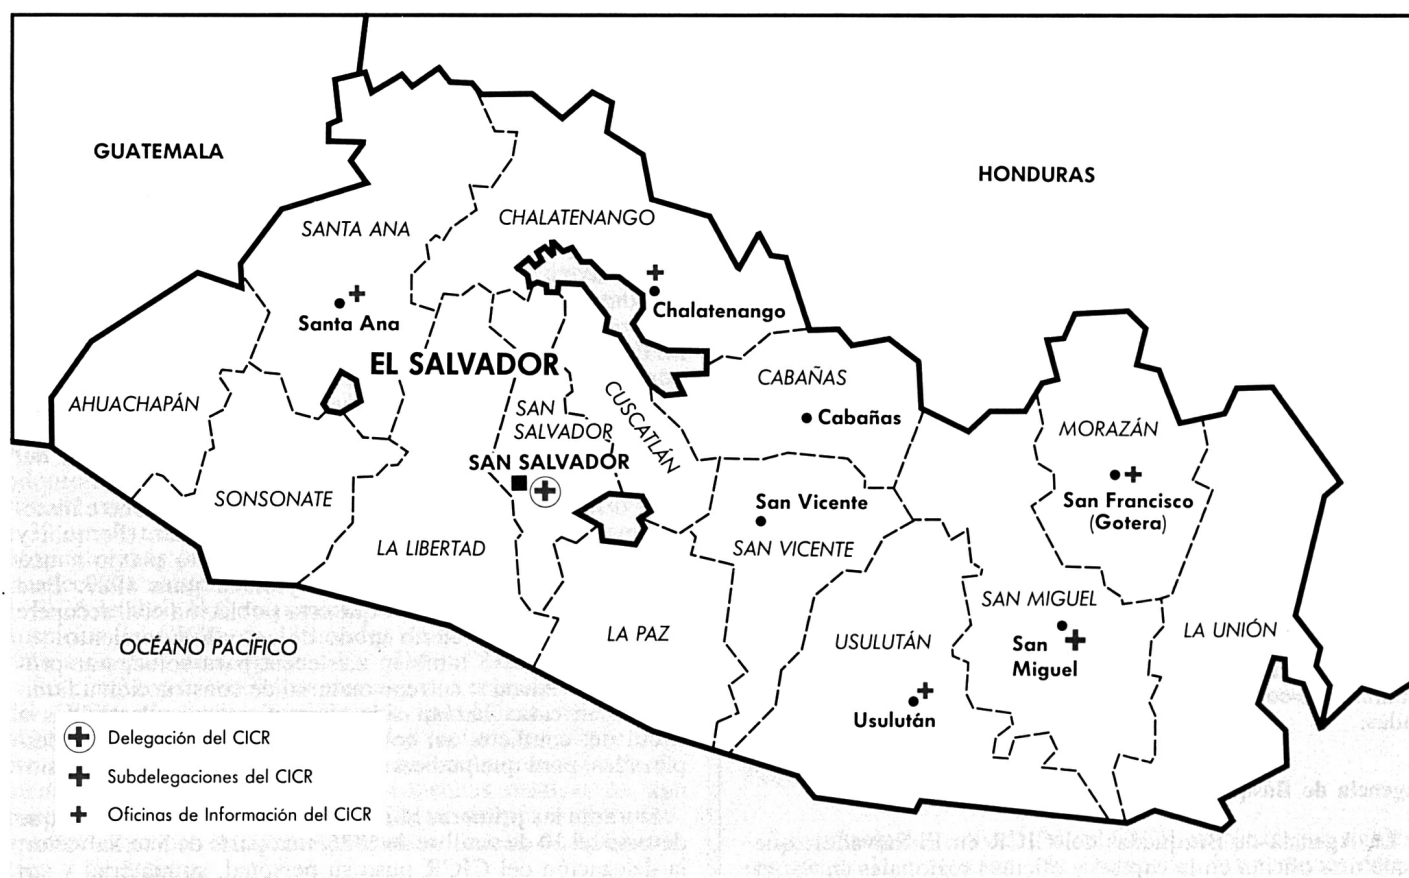 GUATEMALA
HONDURAS
SANTA ANA
CHALATENANGO
Santa Ana
Chalatenango
EL SALVADOR
AHUACHAPÁN
CABAÑAS
CUSCATLÁN
Cabañas
SAN
SALVADOR
MORAZÁN
SAN SALVADOR
SONSONATE
San Vicente
San Francisco
(Gotera)
LA LIBERTAD
SAN VICENTE
SAN MIGUEL
LA PAZ
USULUTÁN
LA UNIÓN
OCÉANO PACÍFICO
San
Miguel
Usulután
Delegación del CICR
Subdelegaciones del CICR
Oficinas de Información del CICR